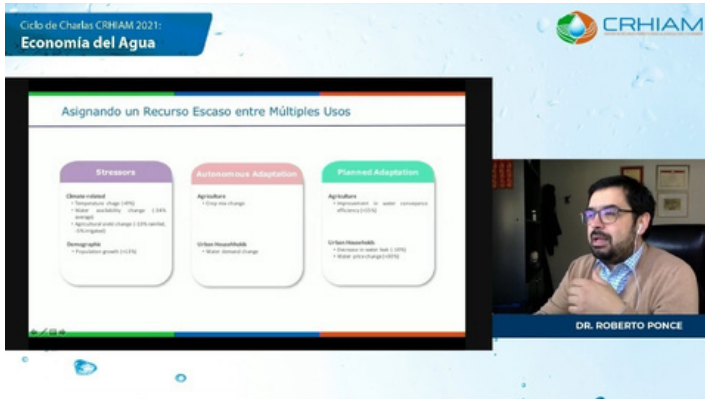 Ciclo de Charlas CRHIAM 2021:
Economía del Agua
CRHIAM
Asignando un Recurso Escaso entre Múltiples Usos
Stressors
Climate-related
• Temperature
• Water availability change
average)
• Agricultural yield change
irrigated)
Demographic
• Population growth
Autonomous Adaptation
Agriculture
• Crop mix change
Urban Households
• Water demand change
Planned Adaptation
Agriculture
• Improvement in water conveyance
efficiency
Urban Households
• Decrease in water leak
• Water price change
DR. ROBERTO PONCE